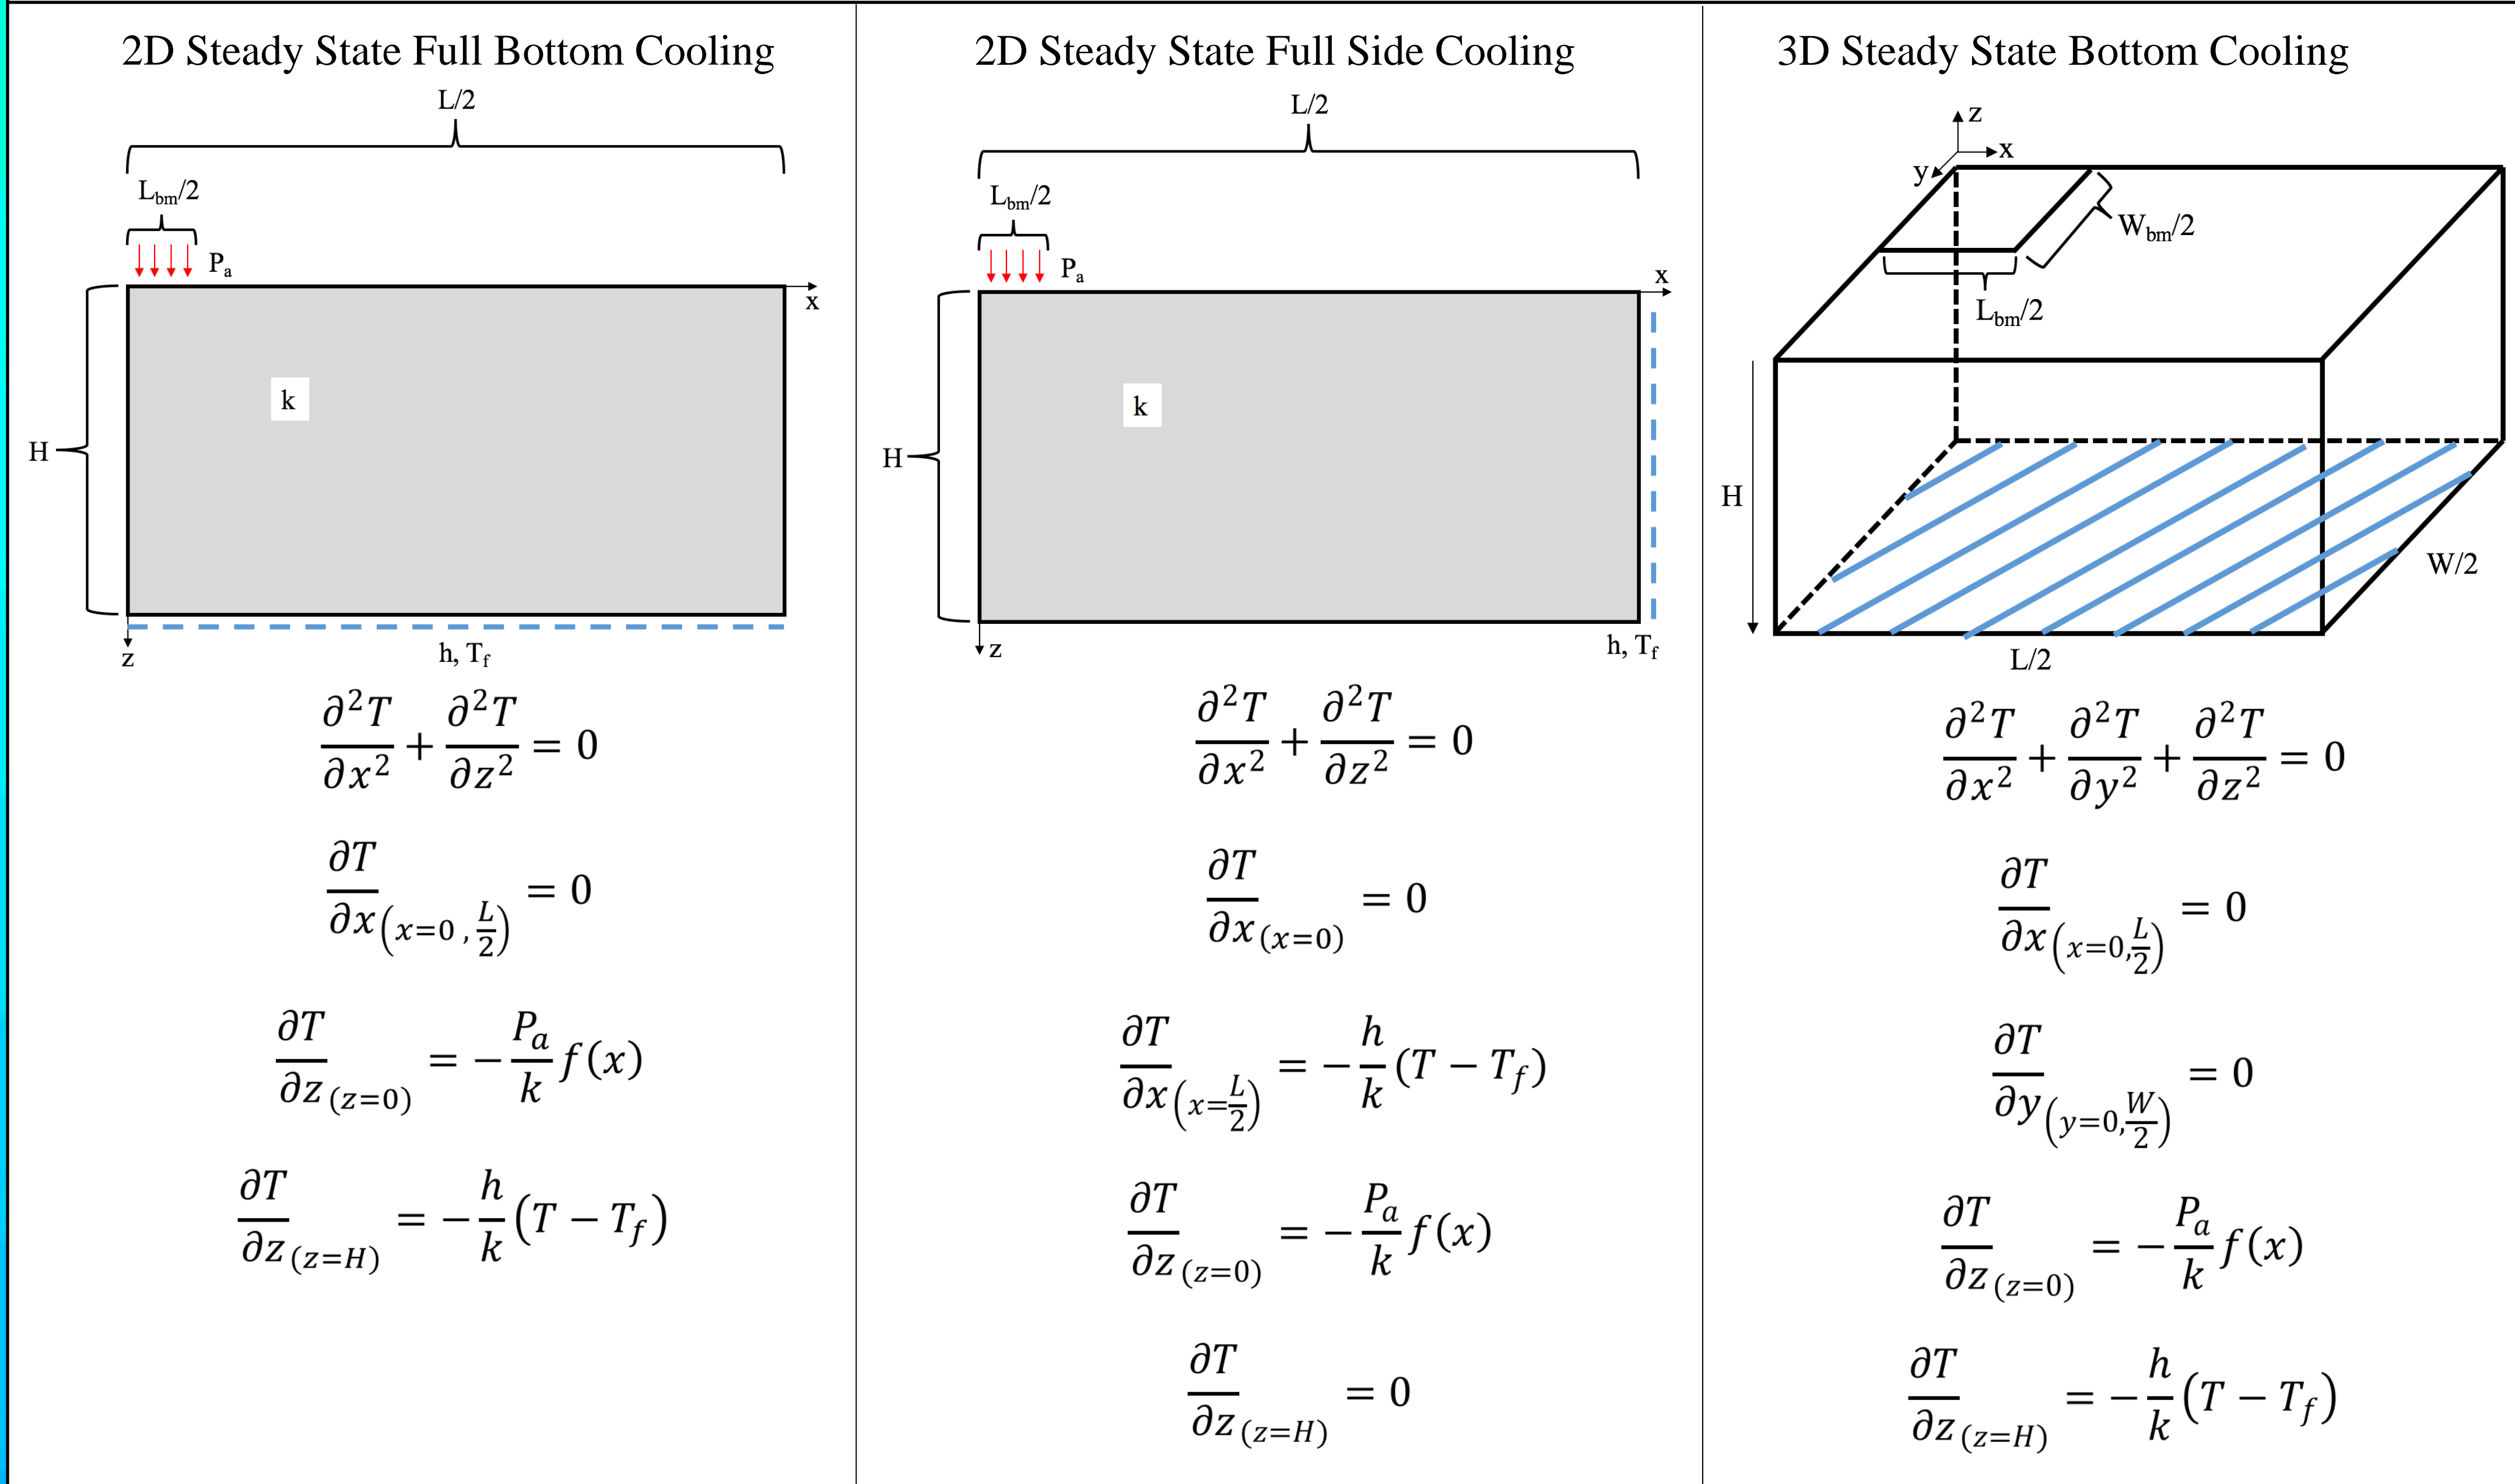 2D Steady State Full Bottom Cooling
L/2
L_bm/2
P_a
x
k
H
z
h, T_f
∂²T/∂x² + ∂²T/∂z² = 0
∂T/∂x (x=0 , L/2) = 0
∂T/∂z (z=0) = − P_a/k f(x)
∂T/∂z (z=H) = − h/k (T − T_f)
2D Steady State Full Side Cooling
L/2
L_bm/2
P_a
x
k
H
z
h, T_f
∂²T/∂x² + ∂²T/∂z² = 0
∂T/∂x (x=0) = 0
∂T/∂x (x=L/2) = − h/k (T − T_f)
∂T/∂z (z=0) = − P_a/k f(x)
∂T/∂z (z=H) = 0
3D Steady State Bottom Cooling
z
x
y
W_bm/2
L_bm/2
H
W/2
L/2
∂²T/∂x² + ∂²T/∂y² + ∂²T/∂z² = 0
∂T/∂x (x=0,L/2) = 0
∂T/∂y (y=0,W/2) = 0
∂T/∂z (z=0) = − P_a/k f(x)
∂T/∂z (z=H) = − h/k (T − T_f)